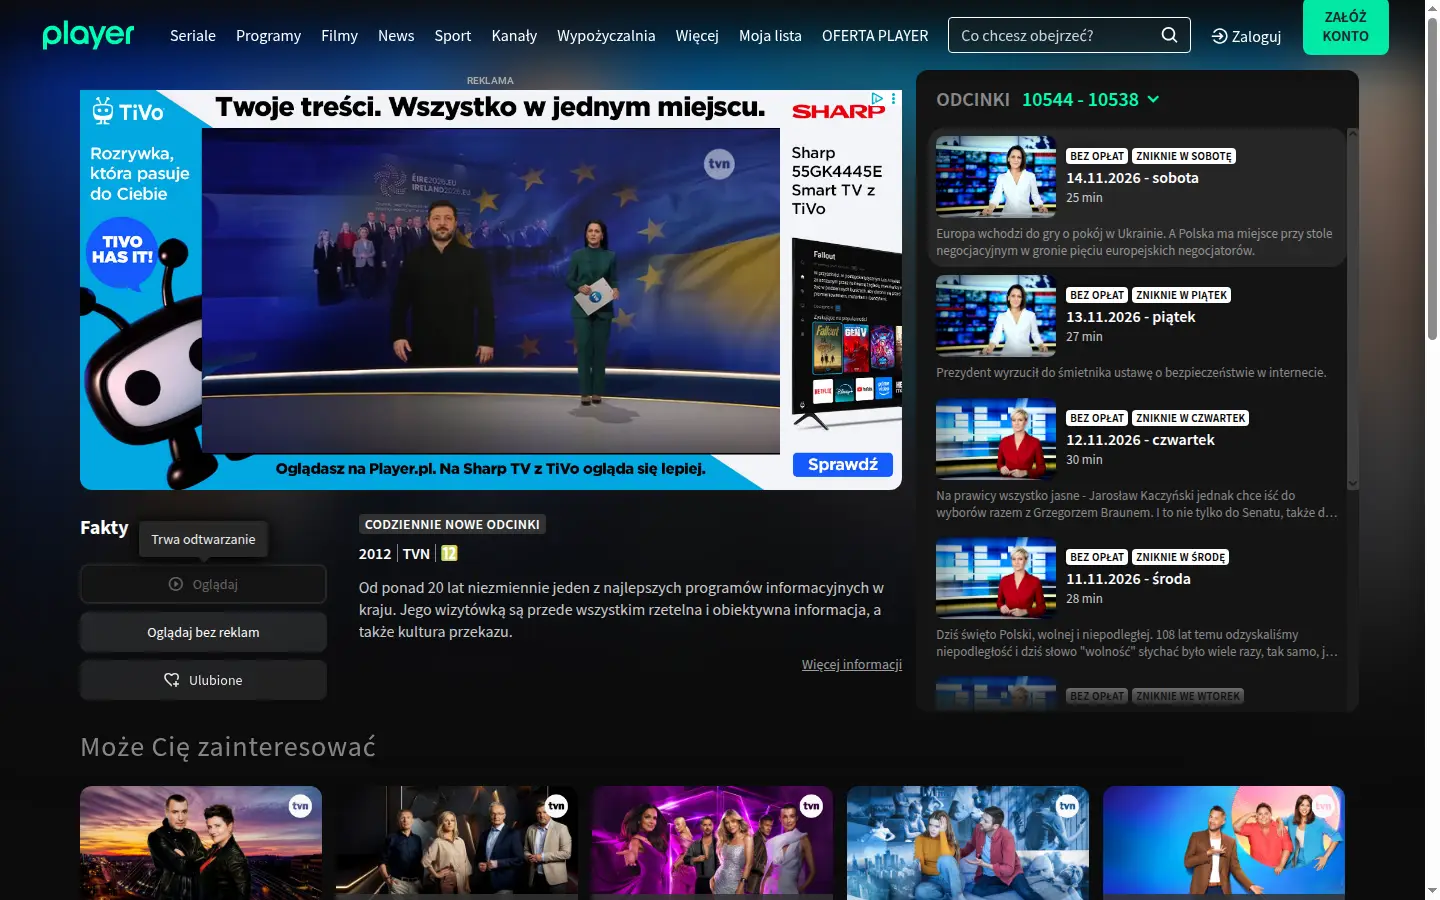 player
Seriale
Programy
Filmy
News
Sport
Kanały
Wypożyczalnia
Więcej
Moja lista
OFERTA PLAYER
Co chcesz obejrzeć?
Zaloguj
ZAŁÓŻ
KONTO
REKLAMA
TiVo
Twoje treści. Wszystko w jednym miejscu.
SHARP
Rozrywka,
która pasuje
do Ciebie
TIVO
HAS IT!
ÉIRE2026.EU
IRELAND2026.EU
tvn
Sharp
55GK4445E
Smart TV z
TiVo
Fallout
Oglądasz na Player.pl. Na Sharp TV z TiVo ogląda się lepiej.
Sprawdź
ODCINKI 10544 - 10538
BEZ OPŁAT ZNIKNIE W SOBOTĘ
14.11.2026 - sobota
25 min
Europa wchodzi do gry o pokój w Ukrainie. A Polska ma miejsce przy stole
negocjacyjnym w gronie pięciu europejskich negocjatorów.
BEZ OPŁAT ZNIKNIE W PIĄTEK
13.11.2026 - piątek
27 min
Prezydent wyrzucił do śmietnika ustawę o bezpieczeństwie w internecie.
BEZ OPŁAT ZNIKNIE W CZWARTEK
12.11.2026 - czwartek
30 min
Na prawicy wszystko jasne - Jarosław Kaczyński jednak chce iść do
wyborów razem z Grzegorzem Braunem. I to nie tylko do Senatu, także d...
BEZ OPŁAT ZNIKNIE W ŚRODĘ
11.11.2026 - środa
28 min
Dziś święto Polski, wolnej i niepodległej. 108 lat temu odzyskaliśmy
niepodległość i dziś słowo "wolność" słychać było wiele razy, tak samo, j...
BEZ OPŁAT ZNIKNIE WE WTOREK
Fakty
Trwa odtwarzanie
Oglądaj
Oglądaj bez reklam
Ulubione
CODZIENNIE NOWE ODCINKI
2012 | TVN | 12
Od ponad 20 lat niezmiennie jeden z najlepszych programów informacyjnych w
kraju. Jego wizytówką są przede wszystkim rzetelna i obiektywna informacja, a
także kultura przekazu.
Więcej informacji
Może Cię zainteresować
tvn
tvn
tvn
tvn
tvn